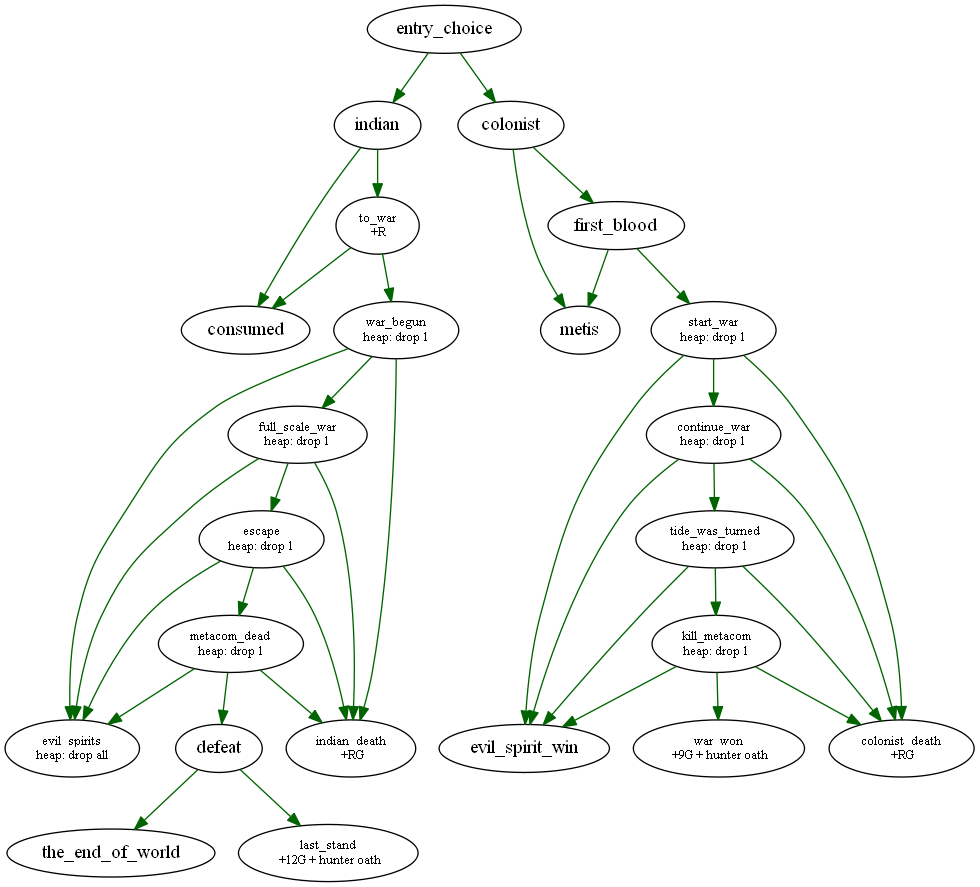 entry_choice
indian
colonist
to_war
+R
first_blood
consumed
war_begun
heap: drop 1
metis
start_war
heap: drop 1
full_scale_war
heap: drop 1
continue_war
heap: drop 1
escape
heap: drop 1
tide_was_turned
heap: drop 1
metacom_dead
heap: drop 1
kill_metacom
heap: drop 1
evil_spirits
heap: drop all
defeat
indian_death
+RG
evil_spirit_win
war_won
+9G + hunter oath
colonist_death
+RG
the_end_of_world
last_stand
+12G + hunter oath